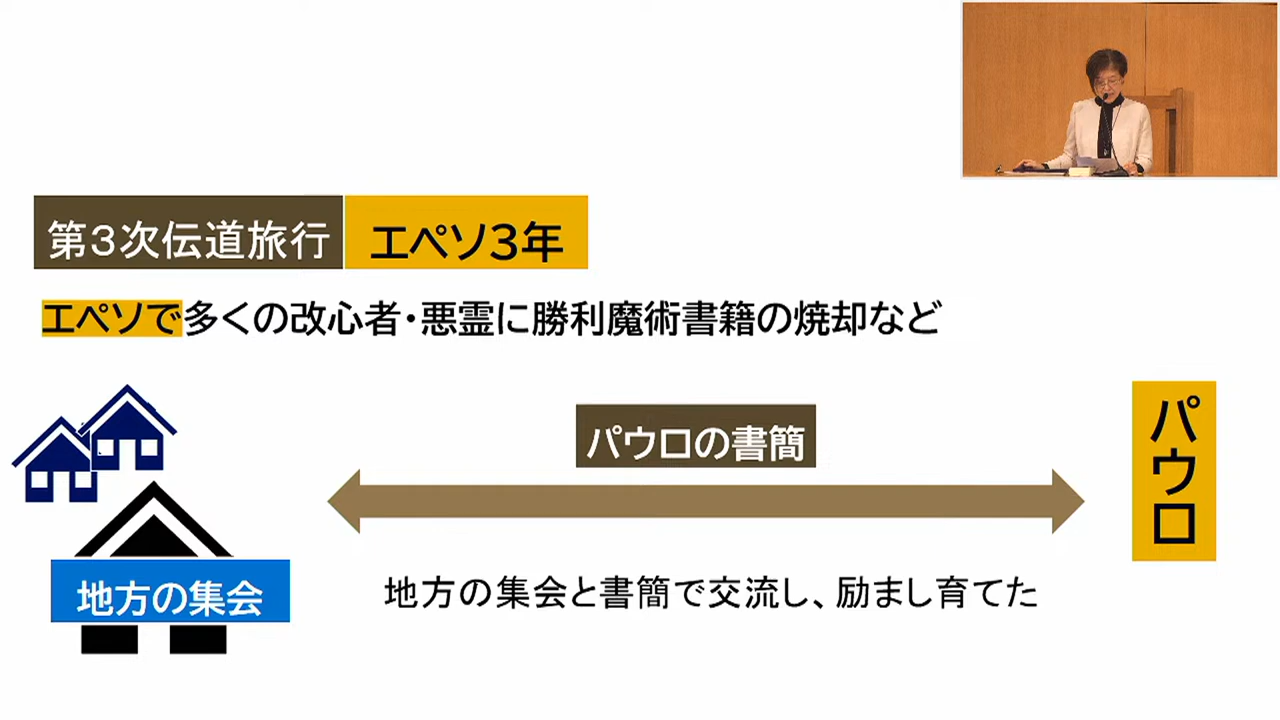 第３次伝道旅行 エペソ３年
エペソで多くの改心者・悪霊に勝利魔術書籍の焼却など
パウロの書簡
パウロ
地方の集会
地方の集会と書簡で交流し、励まし育てた